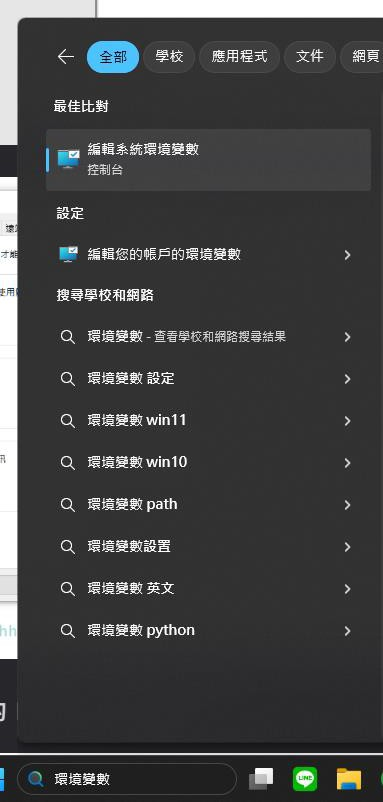 全部 學校 應用程式 文件 網頁
最佳比對
編輯系統環境變數
控制台
設定
編輯您的帳戶的環境變數
搜尋學校和網路
環境變數 - 查看學校和網路搜尋結果
環境變數 設定
環境變數 win11
環境變數 win10
環境變數 path
環境變數設置
環境變數 英文
環境變數 python
環境變數
LINE